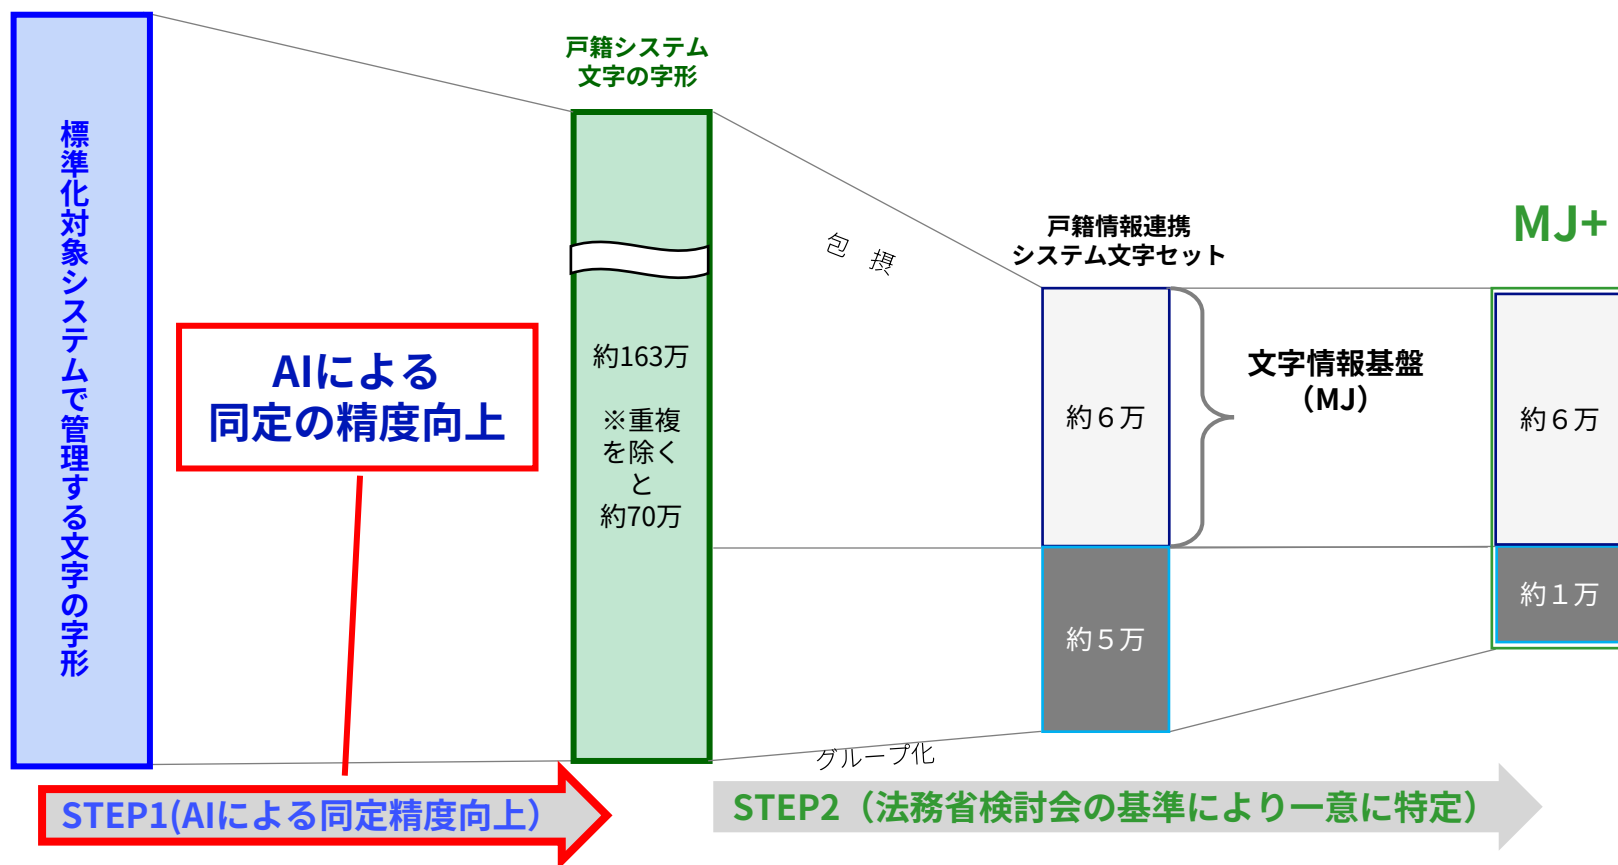 標準化対象システムで管理する文字の字形
AIによる
同定の精度向上
戸籍システム
文字の字形
約163万
※重複
を除く
と
約70万
包　摂
グループ化
戸籍情報連携
システム文字セット
約６万
約５万
文字情報基盤
（MJ）
MJ+
約６万
約１万
STEP1(AIによる同定精度向上）
STEP2（法務省検討会の基準により一意に特定）